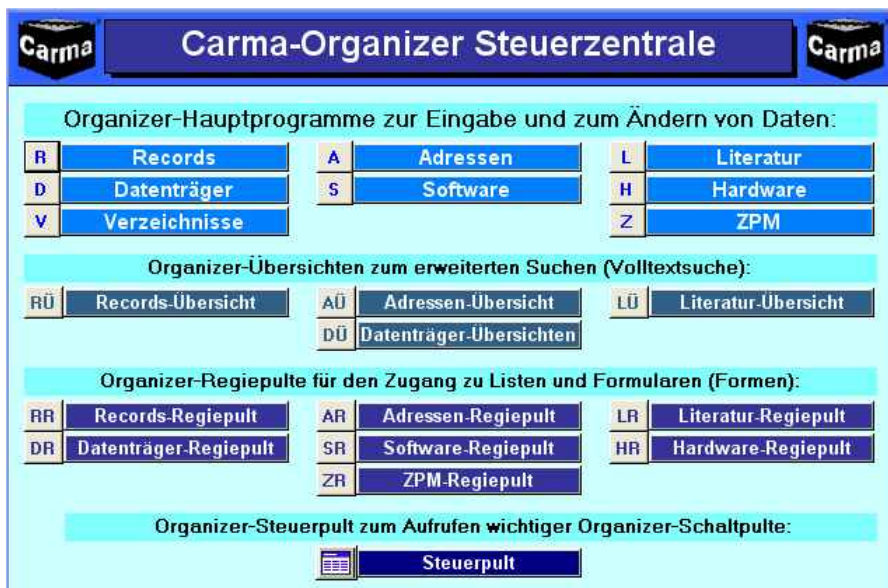 Carma Carma-Organizer Steuerzentrale Carma
Organizer-Hauptprogramme zur Eingabe und zum Ändern von Daten:
R Records A Adressen L Literatur
D Datenträger S Software H Hardware
V Verzeichnisse Z ZPM
Organizer-Übersichten zum erweiterten Suchen (Volltextsuche):
RÜ Records-Übersicht AÜ Adressen-Übersicht LÜ Literatur-Übersicht
DÜ Datenträger-Übersichten
Organizer-Regiepulte für den Zugang zu Listen und Formularen (Formen):
RR Records-Regiepult AR Adressen-Regiepult LR Literatur-Regiepult
DR Datenträger-Regiepult SR Software-Regiepult HR Hardware-Regiepult
ZR ZPM-Regiepult
Organizer-Steuerpult zum Aufrufen wichtiger Organizer-Schaltpulte:
Steuerpult